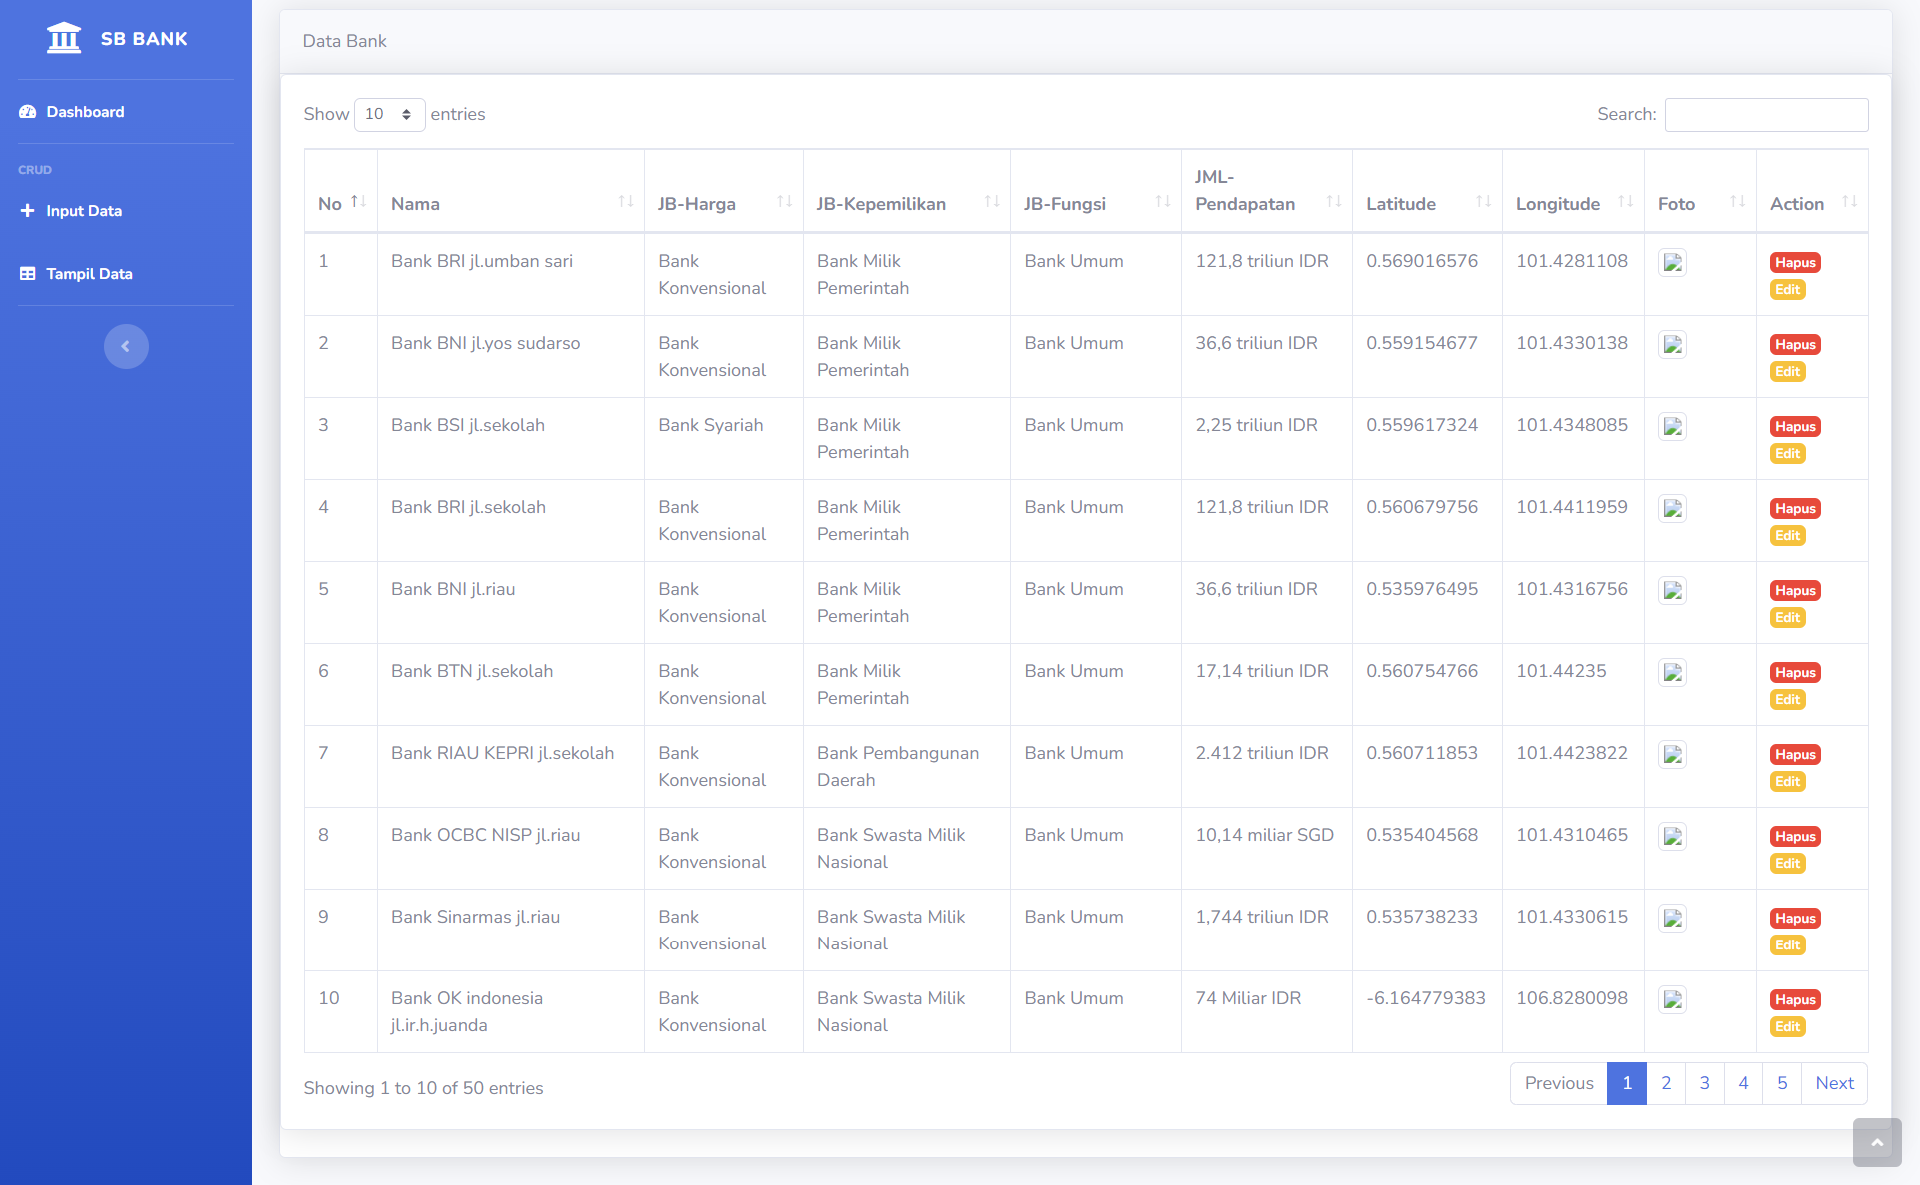 SB BANK
Dashboard
CRUD
Input Data
Tampil Data
Data Bank
Show 10 entries
Search:
No Nama JB-Harga JB-Kepemilikan JB-Fungsi JML-Pendapatan Latitude Longitude Foto Action
1 Bank BRI jl.umban sari Bank Konvensional Bank Milik Pemerintah Bank Umum 121,8 triliun IDR 0.569016576 101.4281108 Hapus Edit
2 Bank BNI jl.yos sudarso Bank Konvensional Bank Milik Pemerintah Bank Umum 36,6 triliun IDR 0.559154677 101.4330138 Hapus Edit
3 Bank BSI jl.sekolah Bank Syariah Bank Milik Pemerintah Bank Umum 2,25 triliun IDR 0.559617324 101.4348085 Hapus Edit
4 Bank BRI jl.sekolah Bank Konvensional Bank Milik Pemerintah Bank Umum 121,8 triliun IDR 0.560679756 101.4411959 Hapus Edit
5 Bank BNI jl.riau Bank Konvensional Bank Milik Pemerintah Bank Umum 36,6 triliun IDR 0.535976495 101.4316756 Hapus Edit
6 Bank BTN jl.sekolah Bank Konvensional Bank Milik Pemerintah Bank Umum 17,14 triliun IDR 0.560754766 101.44235 Hapus Edit
7 Bank RIAU KEPRI jl.sekolah Bank Konvensional Bank Pembangunan Daerah Bank Umum 2.412 triliun IDR 0.560711853 101.4423822 Hapus Edit
8 Bank OCBC NISP jl.riau Bank Konvensional Bank Swasta Milik Nasional Bank Umum 10,14 miliar SGD 0.535404568 101.4310465 Hapus Edit
9 Bank Sinarmas jl.riau Bank Konvensional Bank Swasta Milik Nasional Bank Umum 1,744 triliun IDR 0.535738233 101.4330615 Hapus Edit
10 Bank OK indonesia jl.ir.h.juanda Bank Konvensional Bank Swasta Milik Nasional Bank Umum 74 Miliar IDR -6.164779383 106.8280098 Hapus Edit
Showing 1 to 10 of 50 entries
Previous 1 2 3 4 5 Next